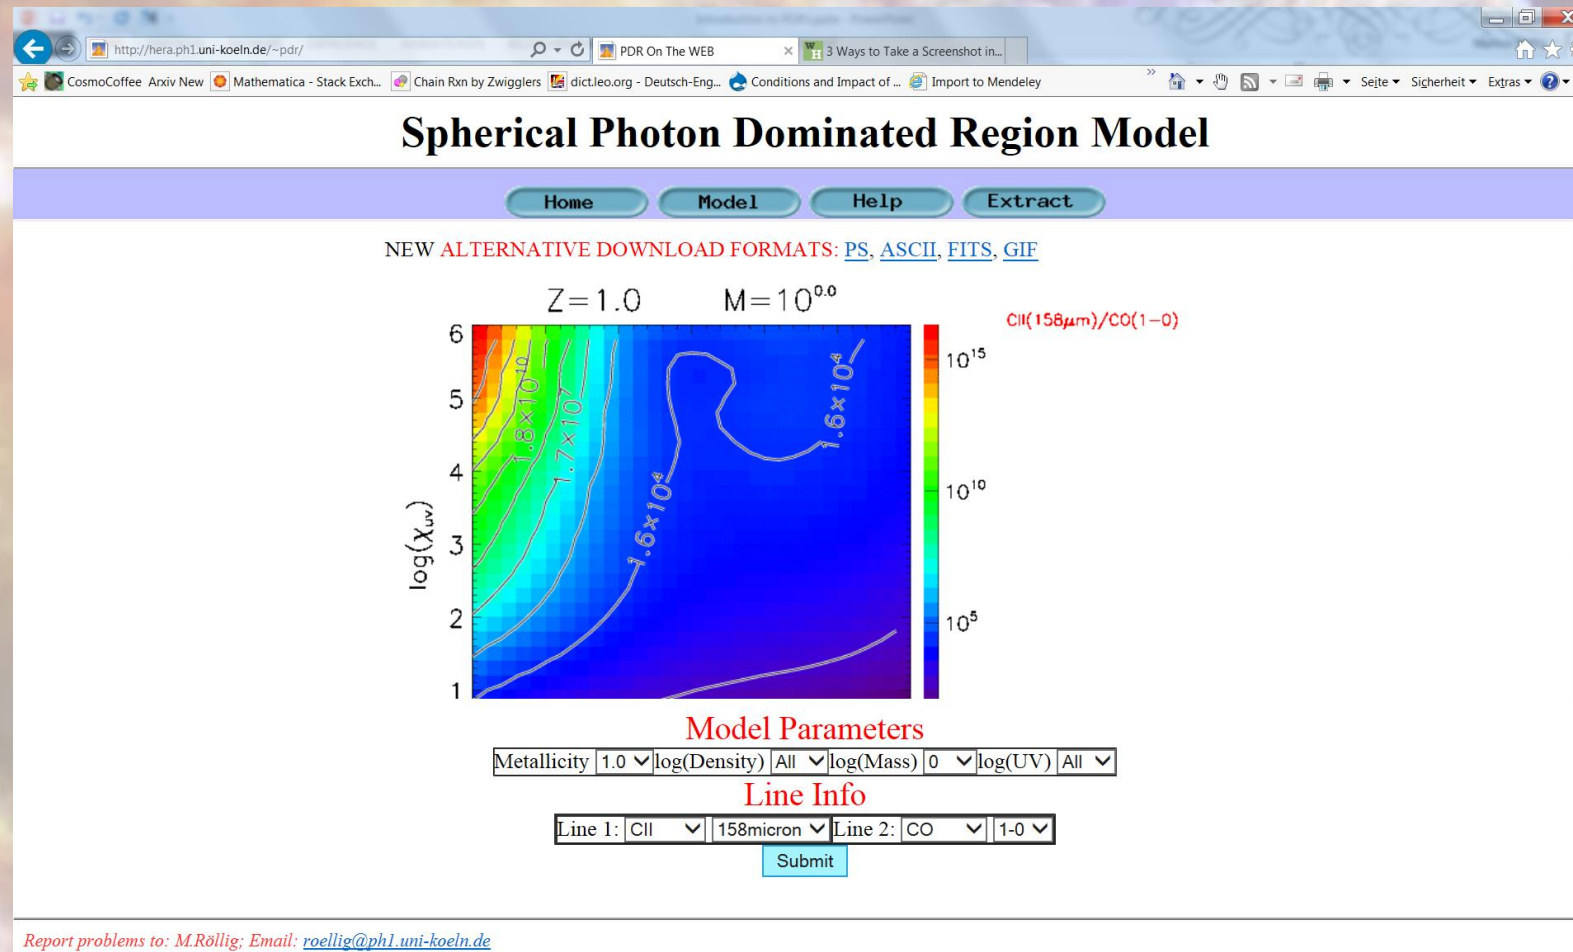 http://hera.ph1.uni-koeln.de/~pdr/
PDR On The WEB
3 Ways to Take a Screenshot in...
CosmoCoffee Arxiv New Mathematica - Stack Exch... Chain Rxn by Zwigglers dict.leo.org - Deutsch-Eng... Conditions and Impact of ... Import to Mendeley
Seite Sicherheit Extras
Spherical Photon Dominated Region Model
Home Model Help Extract
NEW ALTERNATIVE DOWNLOAD FORMATS: PS, ASCII, FITS, GIF
Z=1.0 M=10^0.0
CII(158μm)/CO(1-0)
6
5
4
3
2
1
log(χuv)
1.8×10^10
1.7×10^7
1.6×10^4
1.6×10^4
10^15
10^10
10^5
Model Parameters
Metallicity 1.0 log(Density) All log(Mass) 0 log(UV) All
Line Info
Line 1: CII 158micron Line 2: CO 1-0
Submit
Report problems to: M.Röllig; Email: roellig@ph1.uni-koeln.de